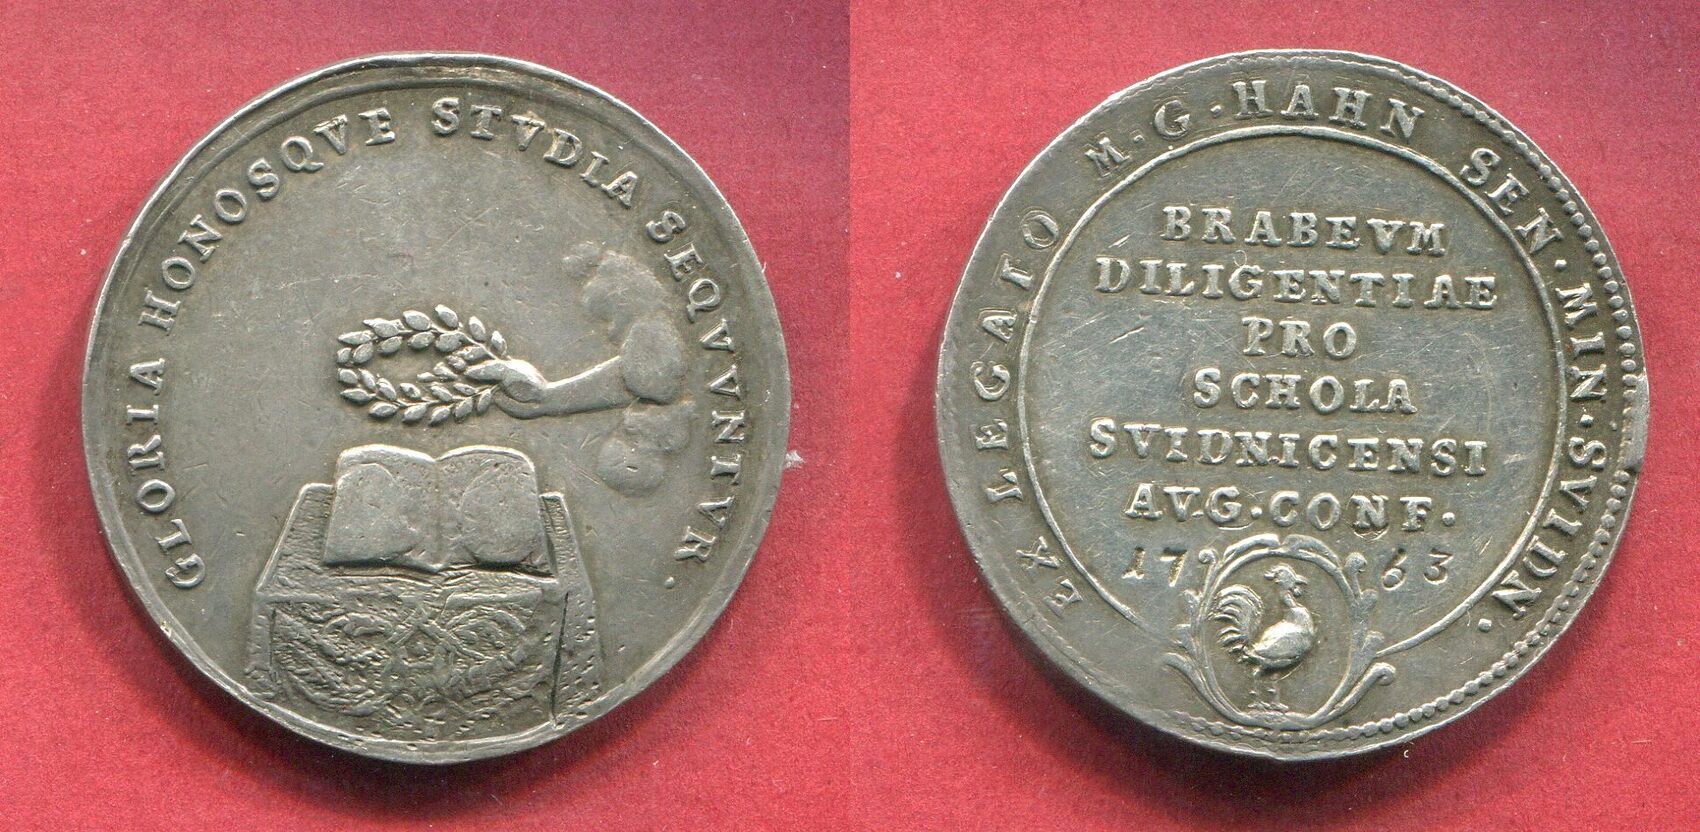 GLORIA HONOSQVE STVDIA SEQVVNTVR.
EX LEGATO M·G·HAHN SEN·MIN·SVIDN·
BRABEVM
DILIGENTIAE
PRO
SCHOLA
SVIDNICENSI
AVG·CONF·
17 63